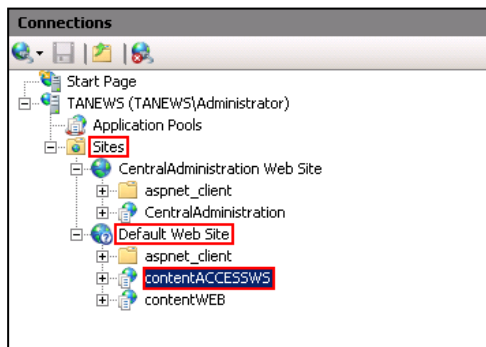 Connections
Start Page
TANEWS (TANEWS\Administrator)
Application Pools
Sites
CentralAdministration Web Site
aspnet_client
CentralAdministration
Default Web Site
aspnet_client
contentACCESSWS
contentWEB